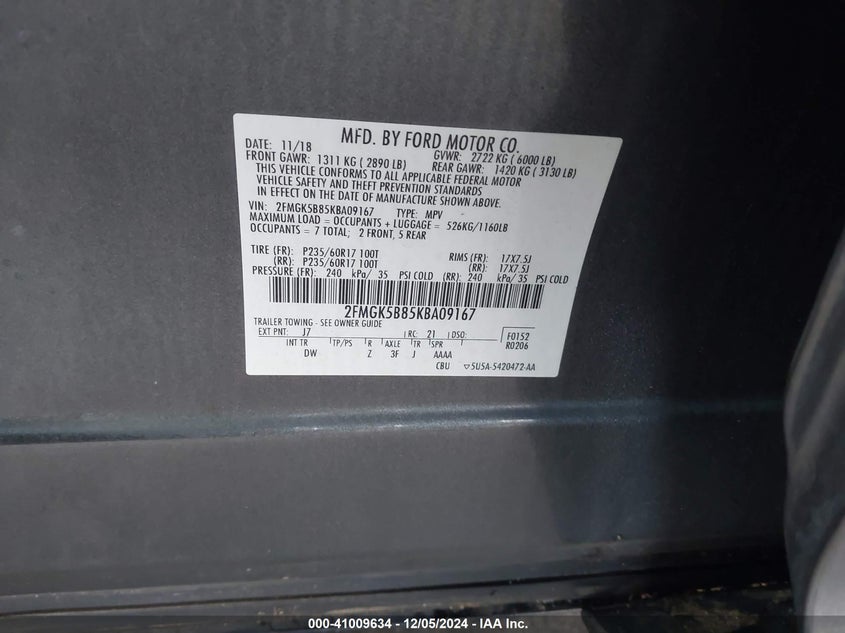 MFD. BY FORD MOTOR CO.
DATE: 11/18 GVWR: 2722 KG ( 6000 LB)
FRONT GAWR: 1311 KG ( 2890 LB) REAR GAWR: 1420 KG ( 3130 LB)
THIS VEHICLE CONFORMS TO ALL APPLICABLE FEDERAL MOTOR
VEHICLE SAFETY AND THEFT PREVENTION STANDARDS
IN EFFECT ON THE DATE OF MANUFACTURE SHOWN ABOVE.
VIN: 2FMGK5B85KBA09167 TYPE: MPV
MAXIMUM LOAD = OCCUPANTS + LUGGAGE = 526KG/1160LB
OCCUPANTS = 7 TOTAL; 2 FRONT, 5 REAR
TIRE (FR): P235/60R17 100T RIMS (FR): 17X7.5J
(RR): P235/60R17 100T (RR): 17X7.5J
PRESSURE (FR): 240 kPa/ 35 PSI COLD (RR): 240 kPa/ 35 PSI COLD
2FMGK5B85KBA09167
TRAILER TOWING - SEE OWNER GUIDE
EXT PNT: J7 RC: 21 DSO: F0152
INT TR TP/PS R AXLE TR SPR R0206
DW Z 3F J AAAA
CBU ▽5U5A-5420472-AA
000-41009634 - 12/05/2024 - IAA Inc.